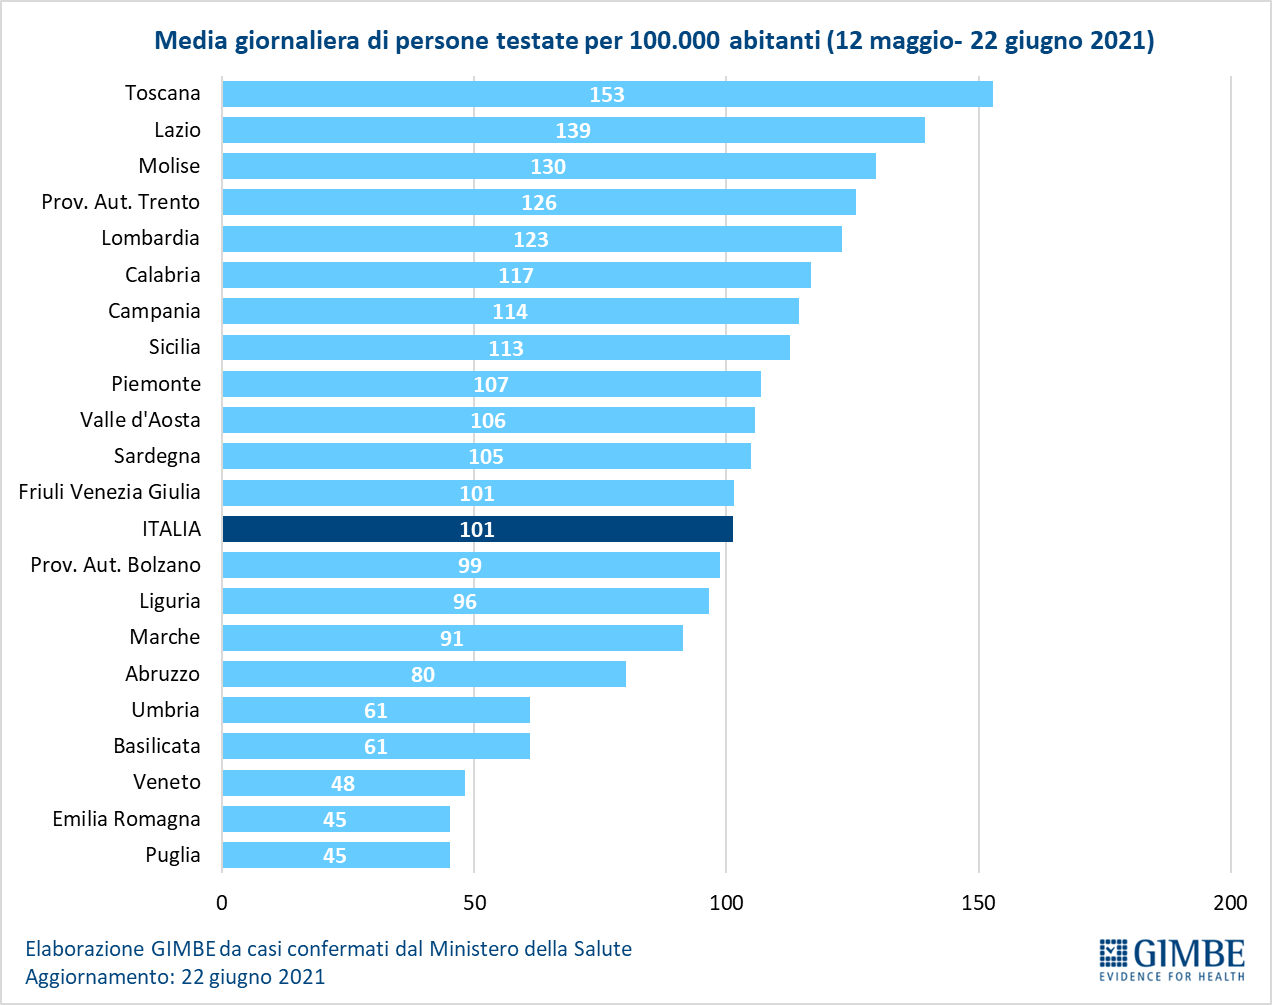 Media giornaliera di persone testate per 100.000 abitanti (12 maggio- 22 giugno 2021)
Toscana 153
Lazio 139
Molise 130
Prov. Aut. Trento 126
Lombardia 123
Calabria 117
Campania 114
Sicilia 113
Piemonte 107
Valle d'Aosta 106
Sardegna 105
Friuli Venezia Giulia 101
ITALIA 101
Prov. Aut. Bolzano 99
Liguria 96
Marche 91
Abruzzo 80
Umbria 61
Basilicata 61
Veneto 48
Emilia Romagna 45
Puglia 45
0 50 100 150 200
Elaborazione GIMBE da casi confermati dal Ministero della Salute
Aggiornamento: 22 giugno 2021
GIMBE
EVIDENCE FOR HEALTH